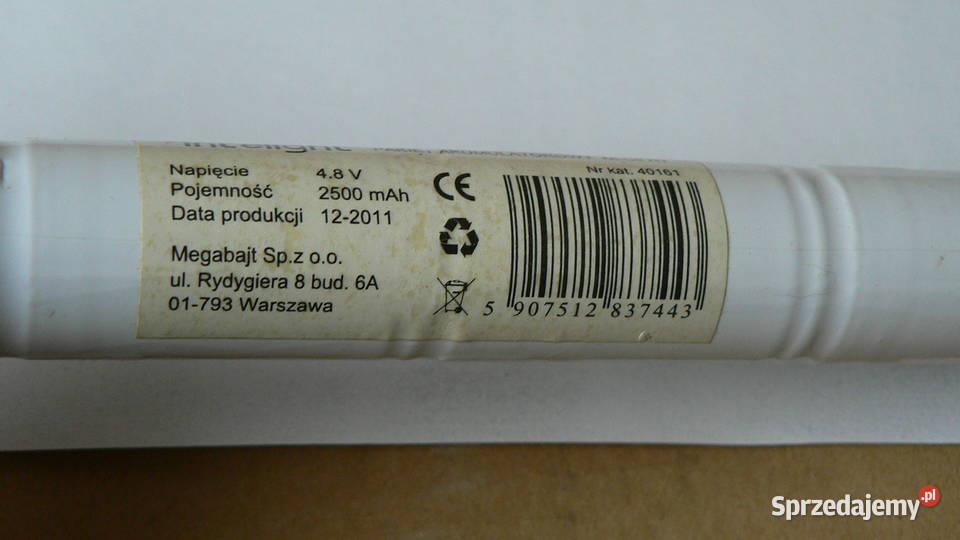 intelight
Nr kat. 40161
Napięcie 4.8 V
Pojemność 2500 mAh
Data produkcji 12-2011
Megabajt Sp.z o.o.
ul. Rydygiera 8 bud. 6A
01-793 Warszawa
CE
5 907512 837443
Sprzedajemy.pl